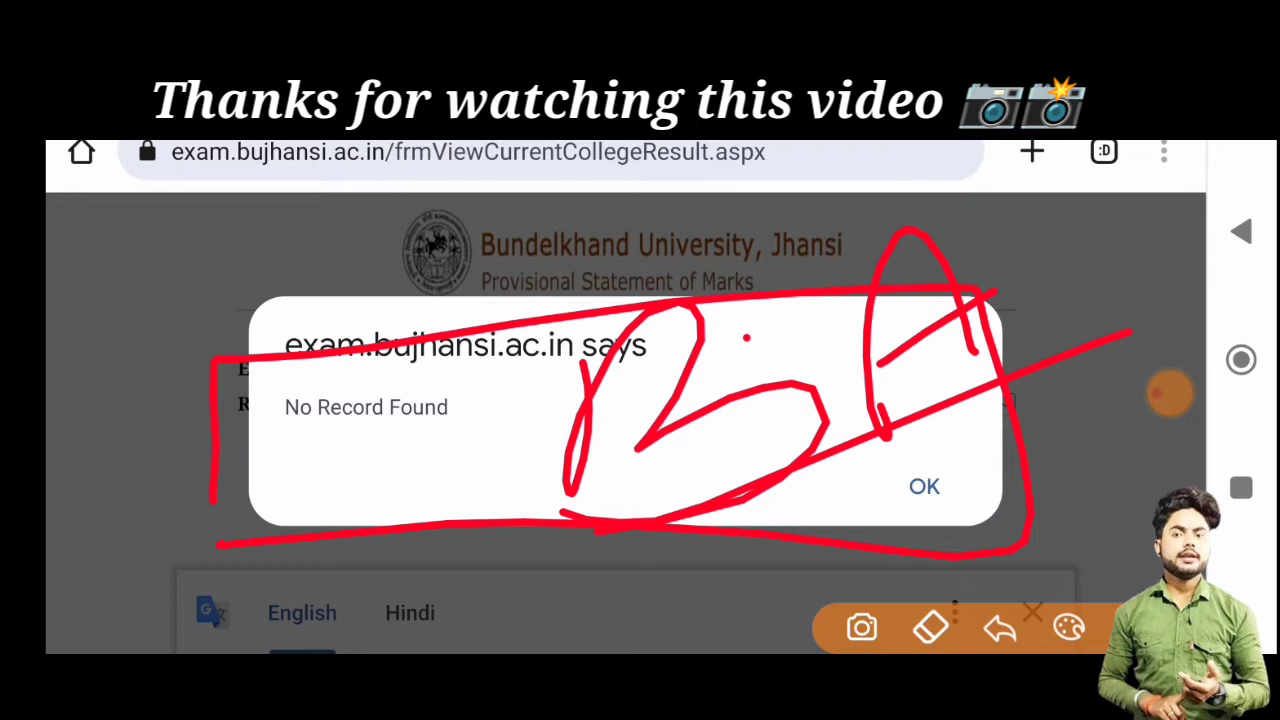 Thanks for watching this video
exam.bujhansi.ac.in/frmViewCurrentCollegeResult.aspx
:D
Bundelkhand University, Jhansi
Provisional Statement of Marks
exam.bujhansi.ac.in says
No Record Found
B.A
OK
English Hindi